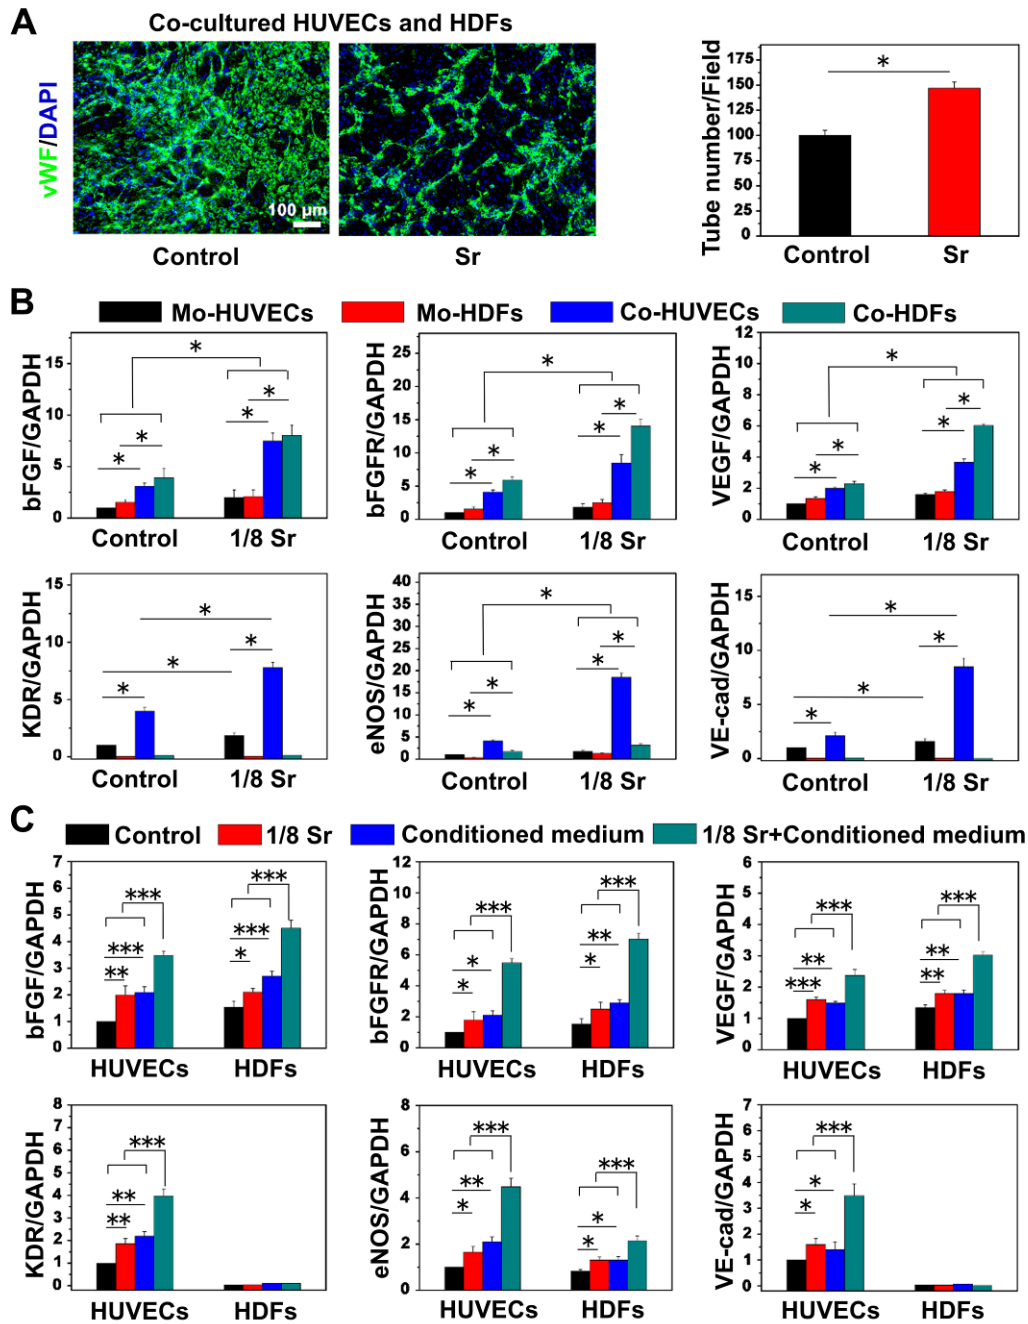 A
Co-cultured HUVECs and HDFs
vWF/DAPI
100 μm
Control
Sr
Tube number/Field
175
150
125
100
75
50
25
0
*
Control
Sr
B
Mo-HUVECs
Mo-HDFs
Co-HUVECs
Co-HDFs
bFGF/GAPDH
15
10
5
0
*
* *
* *
Control
1/8 Sr
bFGFR/GAPDH
25
20
15
10
5
0
*
* *
* *
Control
1/8 Sr
VEGF/GAPDH
12
10
8
6
4
2
0
*
* *
* *
Control
1/8 Sr
KDR/GAPDH
15
10
5
0
*
*
*
*
Control
1/8 Sr
eNOS/GAPDH
40
35
30
25
20
15
10
5
0
*
* *
* *
Control
1/8 Sr
VE-cad/GAPDH
15
10
5
0
*
*
*
*
Control
1/8 Sr
C
Control
1/8 Sr
Conditioned medium
1/8 Sr+Conditioned medium
bFGF/GAPDH
7
6
5
4
3
2
1
0
***
***
**
***
***
*
HUVECs
HDFs
bFGFR/GAPDH
12
10
8
6
4
2
0
***
*
*
***
**
*
HUVECs
HDFs
VEGF/GAPDH
7
6
5
4
3
2
1
0
***
**
***
***
**
**
HUVECs
HDFs
KDR/GAPDH
8
7
6
5
4
3
2
1
0
***
**
**
HUVECs
HDFs
eNOS/GAPDH
8
6
4
2
0
***
**
*
***
*
*
HUVECs
HDFs
VE-cad/GAPDH
7
6
5
4
3
2
1
0
***
*
*
HUVECs
HDFs